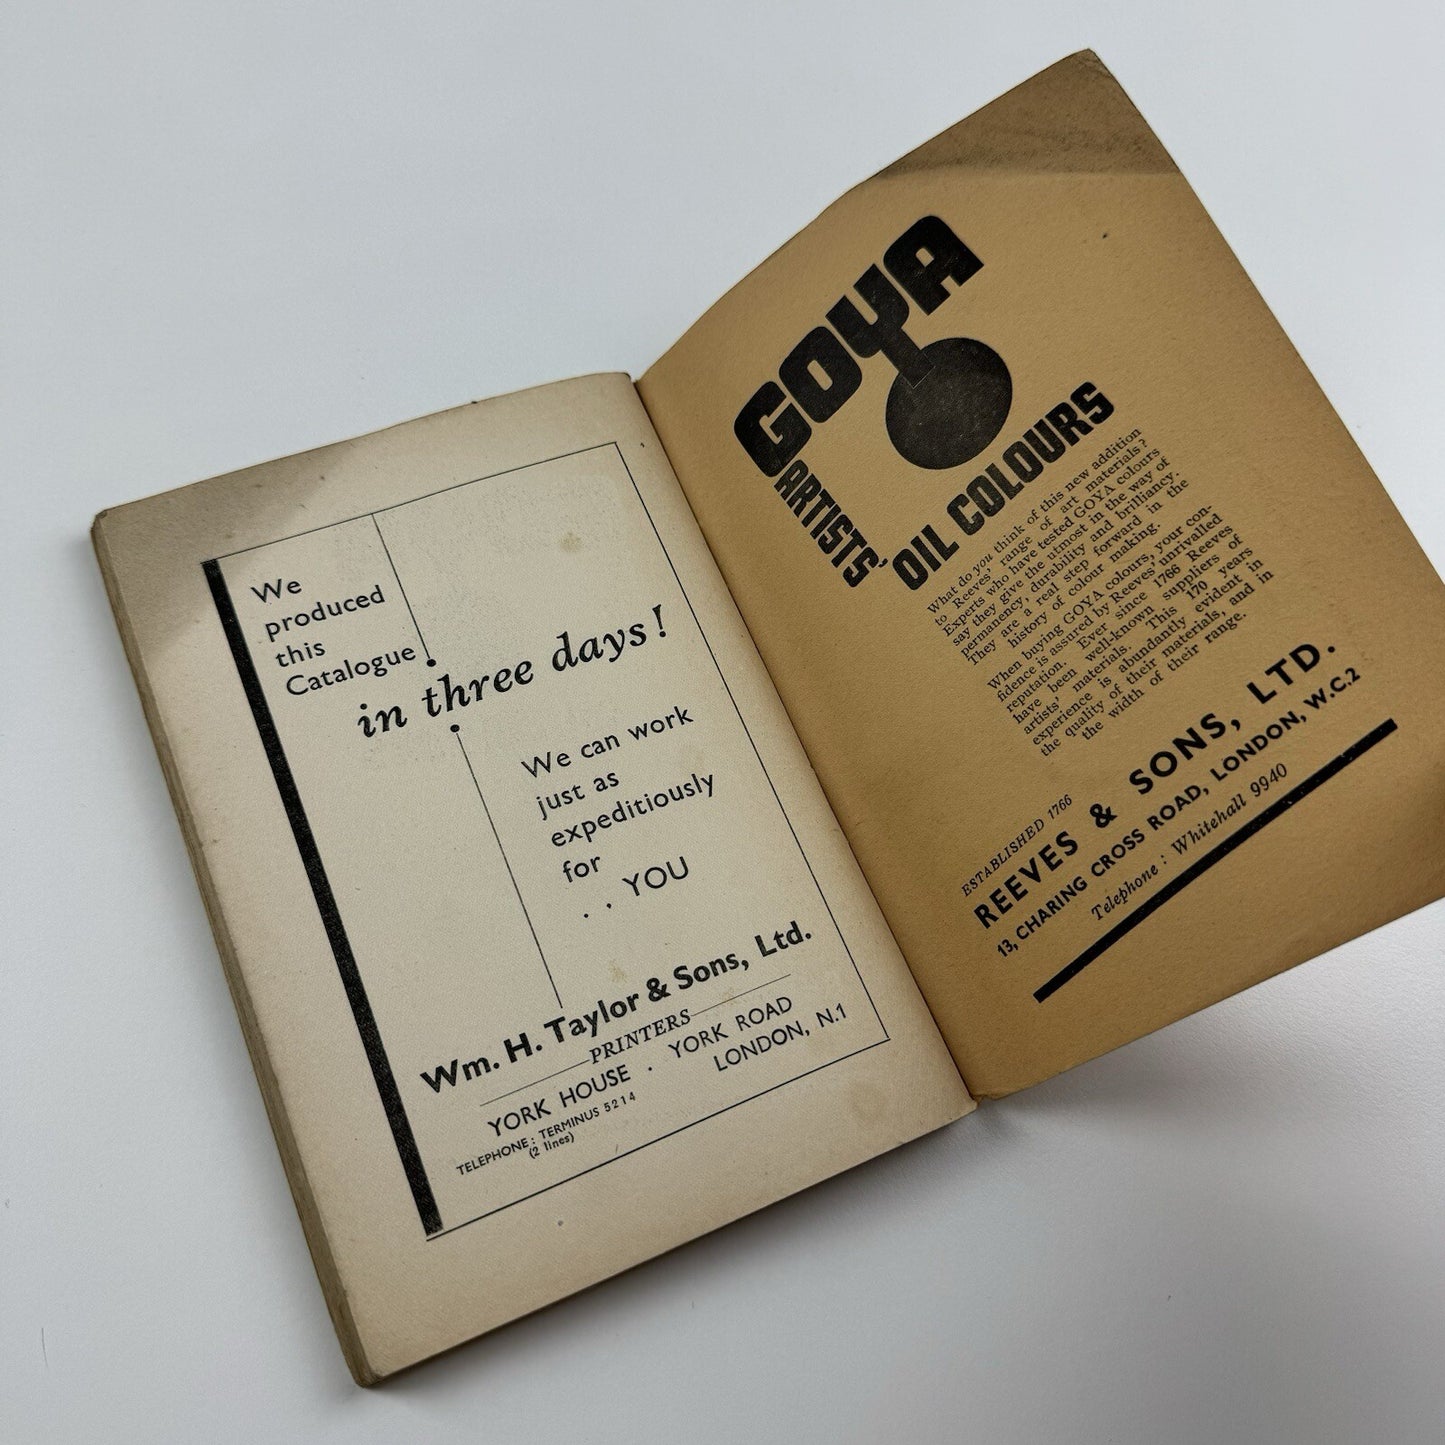 We
produced
this
Catalogue
in three days!
We can work
just as
expeditiously
for
. . YOU
Wm. H. Taylor & Sons, Ltd.
PRINTERS
YORK HOUSE . YORK ROAD
LONDON, N.1
TELEPHONE: TERMINUS 5214
(2 lines)
GOYA
ARTISTS' OIL COLOURS
What do you think of this new addition
to Reeves' range of art materials?
Experts who have tested GOYA colours
say they give the utmost in the way of
permanency, durability and brilliancy.
They are a real step forward in the
history of colour making.
When buying GOYA colours, your con-
fidence is assured by Reeves' unrivalled
reputation. Ever since 1766 Reeves
have been well-known suppliers of
artists' materials. This 170 years
experience is abundantly evident in
the quality of their materials, and in
the width of their range.
ESTABLISHED 1766
REEVES & SONS, LTD.
13, CHARING CROSS ROAD, LONDON, W.C.2
Telephone: Whitehall 9940